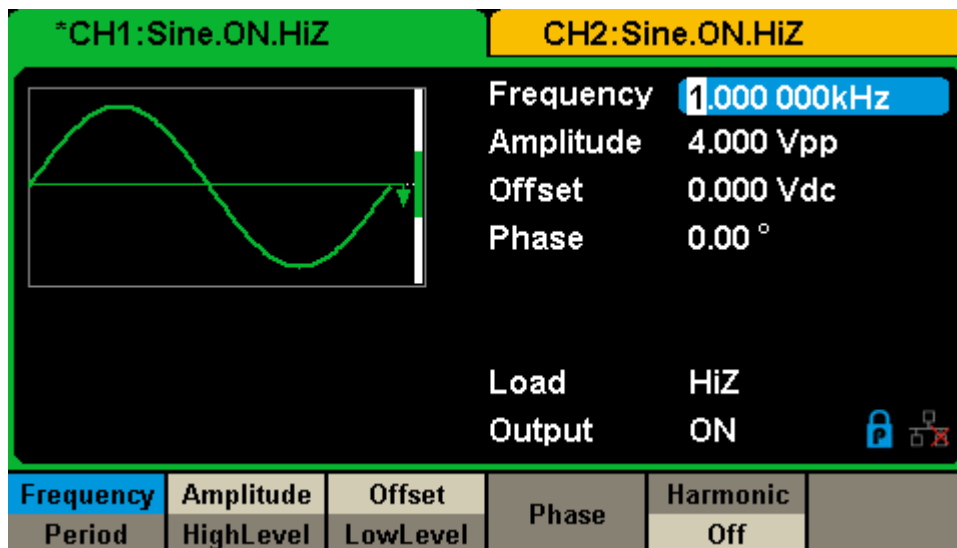 *CH1:Sine.ON.HiZ
CH2:Sine.ON.HiZ
Frequency 1.000 000kHz
Amplitude 4.000 Vpp
Offset 0.000 Vdc
Phase 0.00 °
Load HiZ
Output ON
P
Frequency Amplitude Offset Phase Harmonic
Period HighLevel LowLevel Off